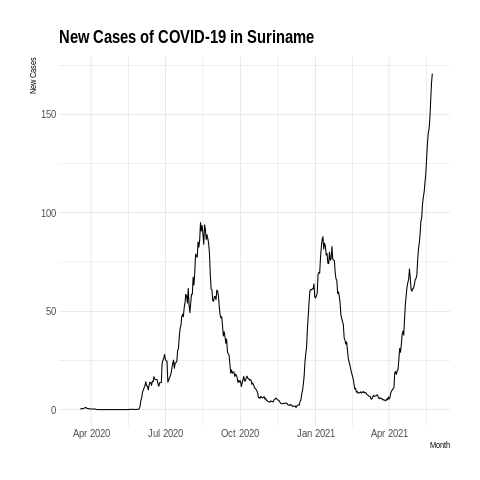 New Cases of COVID-19 in Suriname
New Cases
150
100
50
0
Apr 2020 Jul 2020 Oct 2020 Jan 2021 Apr 2021
Month